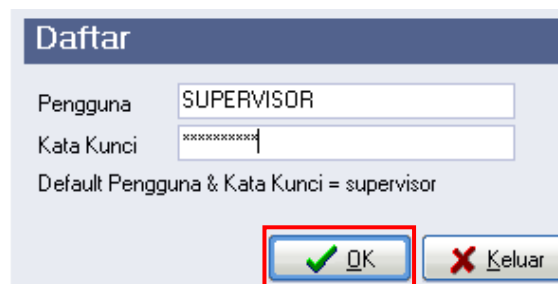 Daftar
Pengguna SUPERVISOR
Kata Kunci **********
Default Pengguna & Kata Kunci = supervisor
OK Keluar